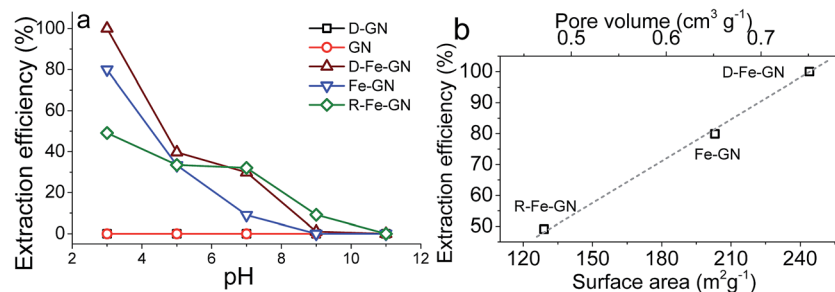 a
Extraction efficiency (%)
100
80
60
40
20
0
2 4 6 8 10 12
pH
D-GN
GN
D-Fe-GN
Fe-GN
R-Fe-GN
b
Pore volume (cm3 g-1)
0.5 0.6 0.7
Extraction efficiency (%)
100
90
80
70
60
50
D-Fe-GN
Fe-GN
R-Fe-GN
120 150 180 210 240
Surface area (m2g-1)